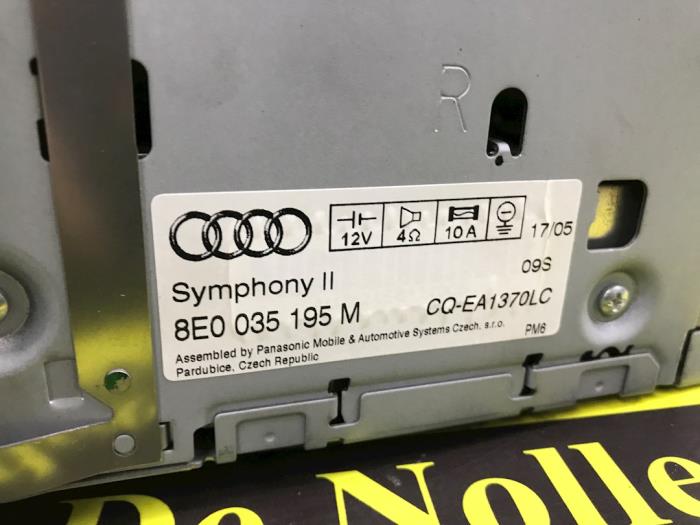 R
12V 4Ω 10A 17/05
09S
Symphony II
8E0 035 195 M CQ-EA1370LC
PM6
Assembled by Panasonic Mobile & Automotive Systems Czech, s.r.o.
Pardubice, Czech Republic
De Nolle